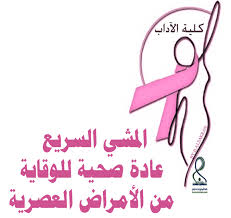 كلية الآداب
المشي السريع
عادة صحية للوقاية
من الأمراض العصرية